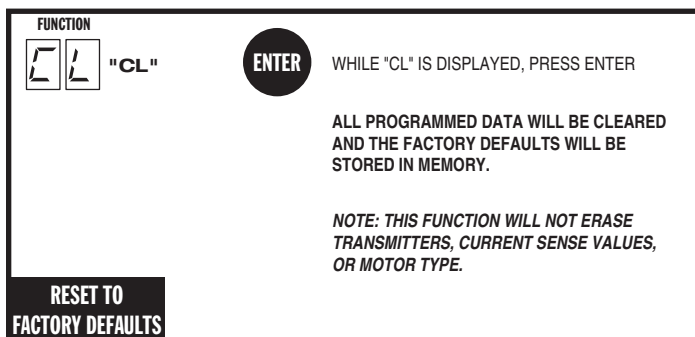 FUNCTION
CL "CL"
ENTER
WHILE "CL" IS DISPLAYED, PRESS ENTER
ALL PROGRAMMED DATA WILL BE CLEARED
AND THE FACTORY DEFAULTS WILL BE
STORED IN MEMORY.
NOTE: THIS FUNCTION WILL NOT ERASE
TRANSMITTERS, CURRENT SENSE VALUES,
OR MOTOR TYPE.
RESET TO
FACTORY DEFAULTS